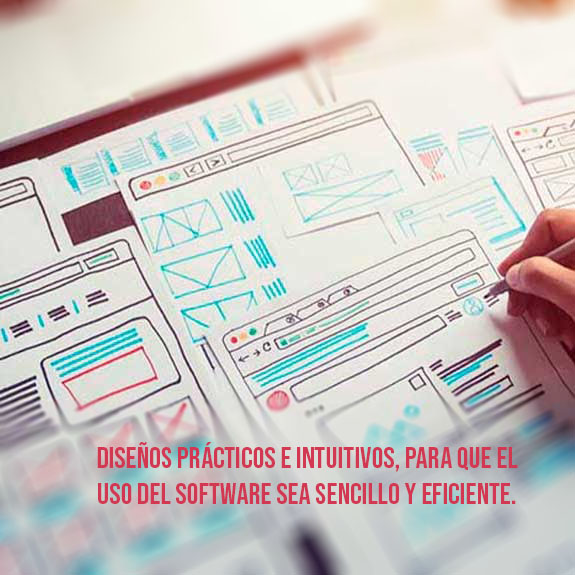 DISEÑOS PRÁCTICOS E INTUITIVOS, PARA QUE EL
USO DEL SOFTWARE SEA SENCILLO Y EFICIENTE.